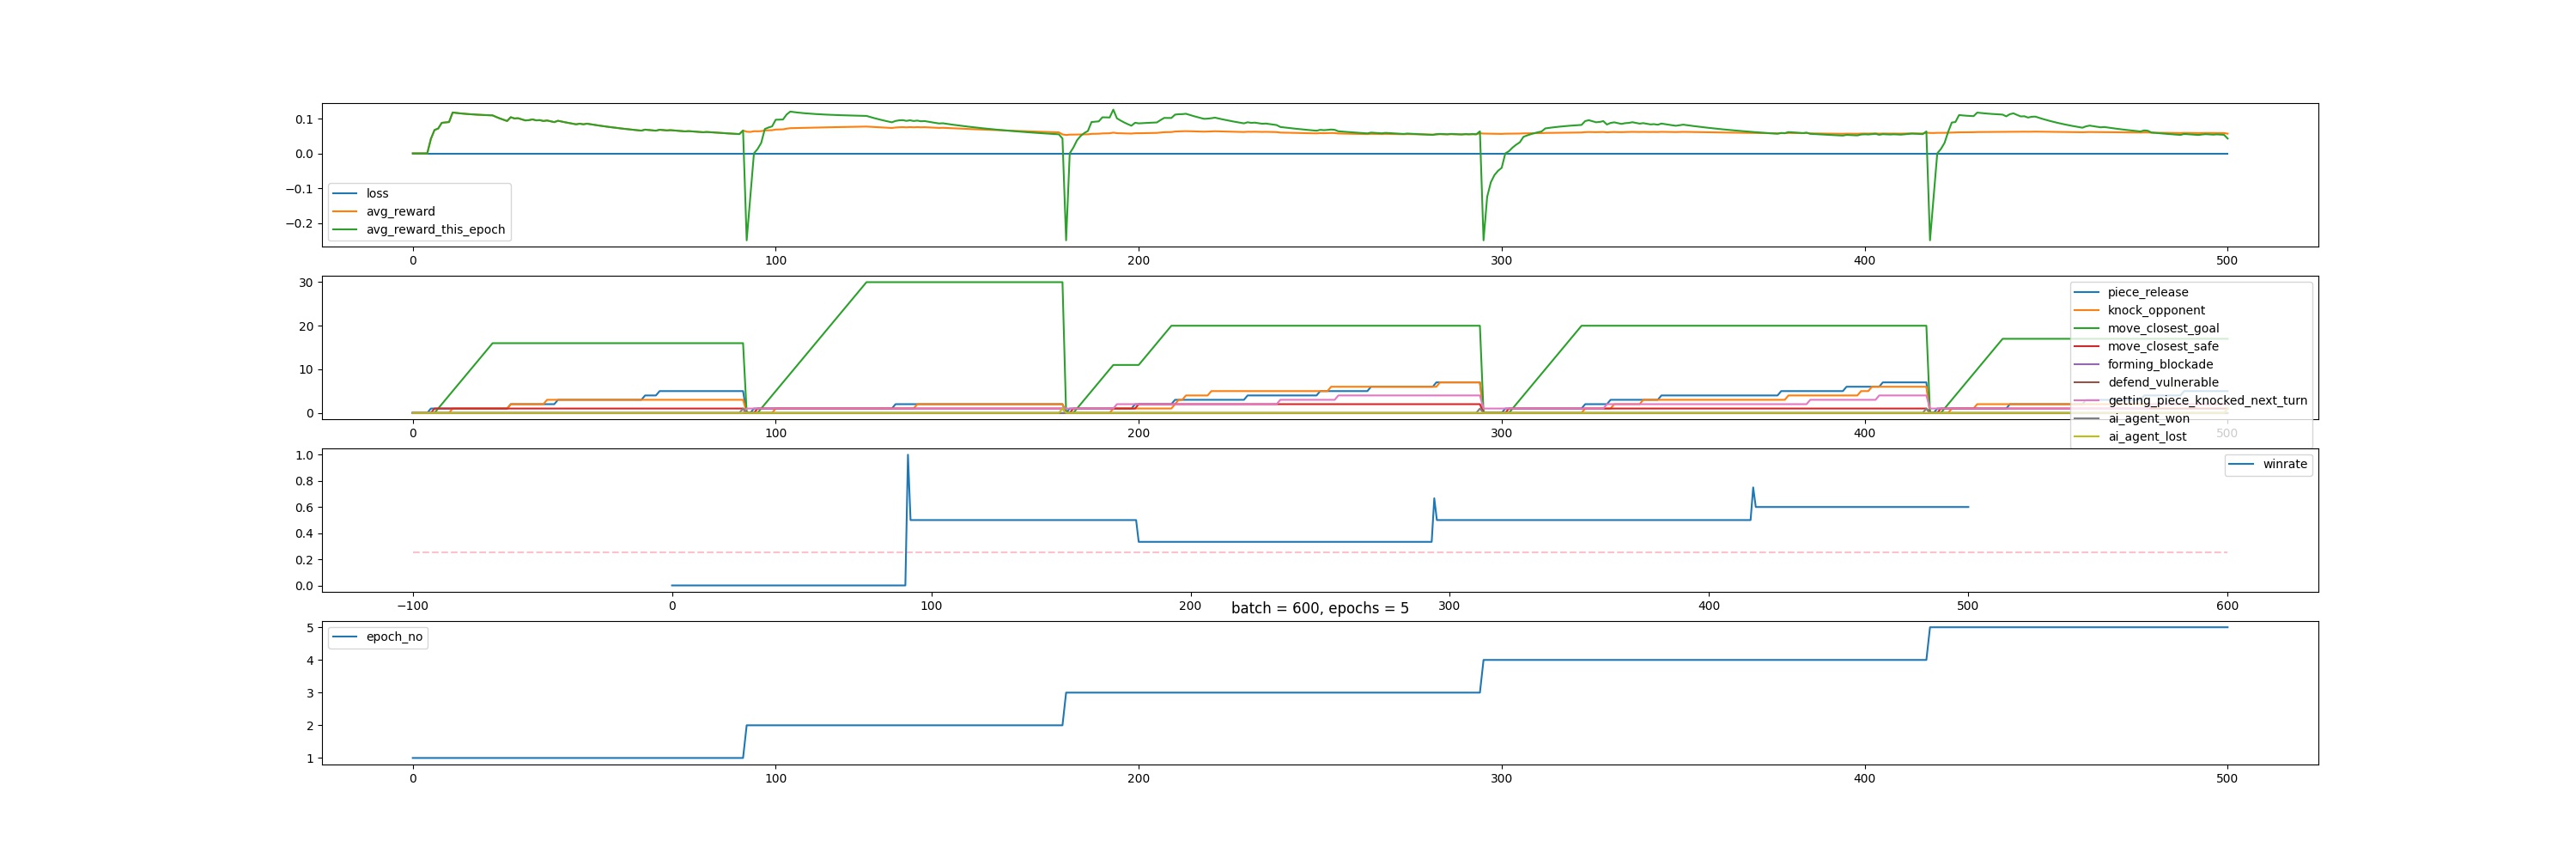 0.1
0.0
−0.1
−0.2
loss
avg_reward
avg_reward_this_epoch
0 100 200 300 400 500
30
20
10
0
piece_release
knock_opponent
move_closest_goal
move_closest_safe
forming_blockade
defend_vulnerable
getting_piece_knocked_next_turn
ai_agent_won
ai_agent_lost
0 100 200 300 400 500
1.0
0.8
0.6
0.4
0.2
0.0
winrate
−100 0 100 200 300 400 500 600
batch = 600, epochs = 5
5
4
3
2
1
epoch_no
0 100 200 300 400 500